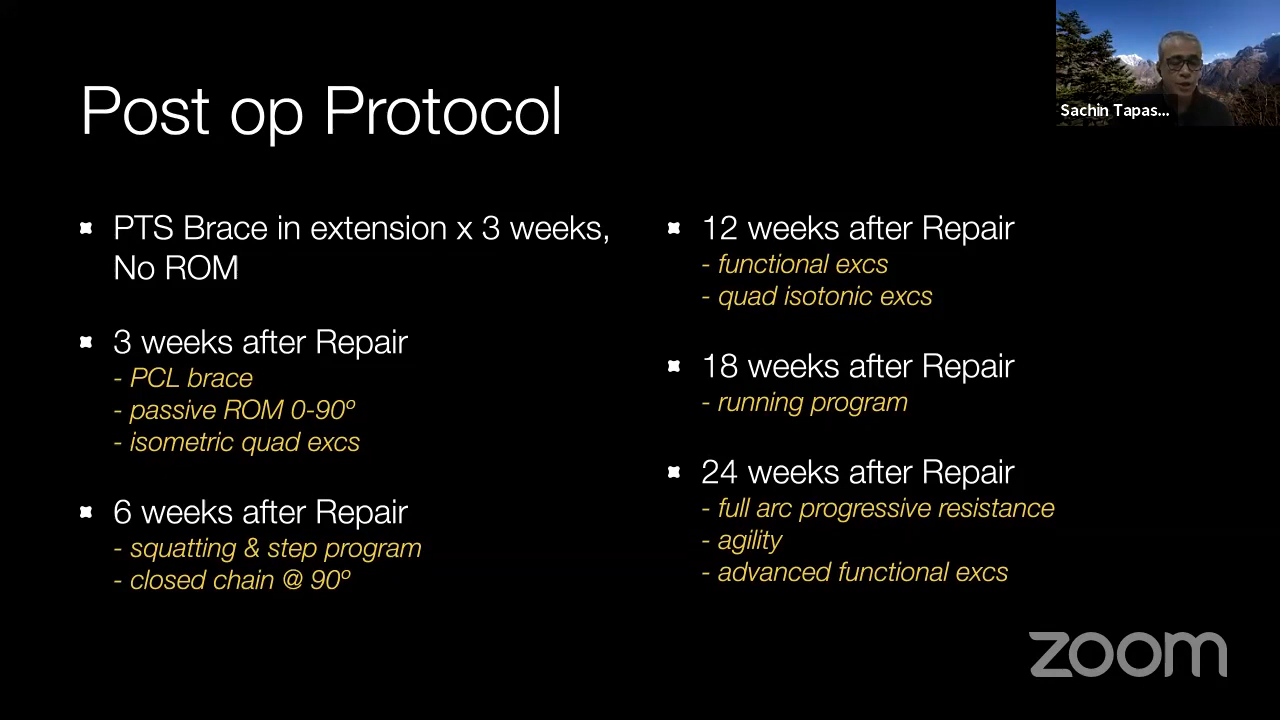 Post op Protocol
PTS Brace in extension x 3 weeks,
No ROM
3 weeks after Repair
- PCL brace
- passive ROM 0-90º
- isometric quad excs
6 weeks after Repair
- squatting & step program
- closed chain @ 90º
12 weeks after Repair
- functional excs
- quad isotonic excs
18 weeks after Repair
- running program
24 weeks after Repair
- full arc progressive resistance
- agility
- advanced functional excs
Sachin Tapas...
zoom